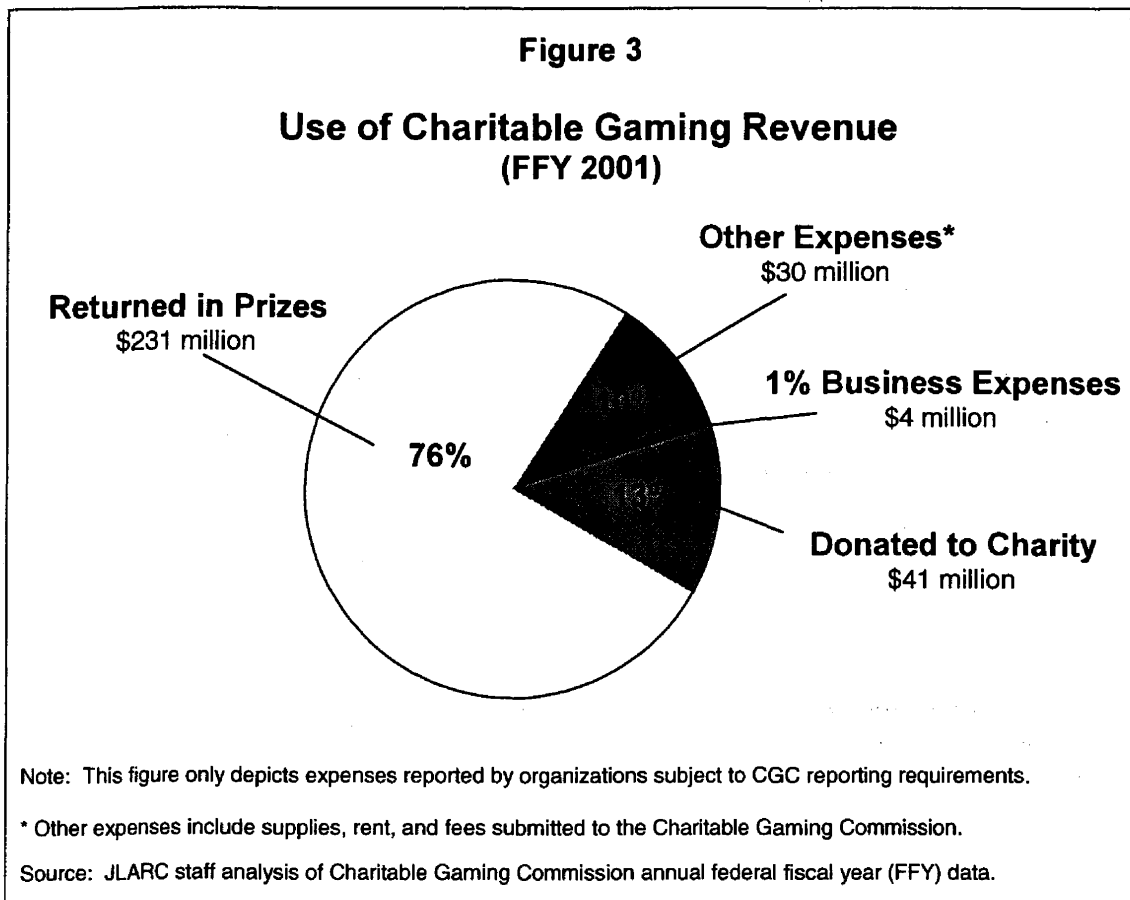 Figure 3
Use of Charitable Gaming Revenue
(FFY 2001)
Other Expenses*
$30 million
Returned in Prizes
$231 million
1% Business Expenses
$4 million
76%
Donated to Charity
$41 million
Note: This figure only depicts expenses reported by organizations subject to CGC reporting requirements.
* Other expenses include supplies, rent, and fees submitted to the Charitable Gaming Commission.
Source: JLARC staff analysis of Charitable Gaming Commission annual federal fiscal year (FFY) data.